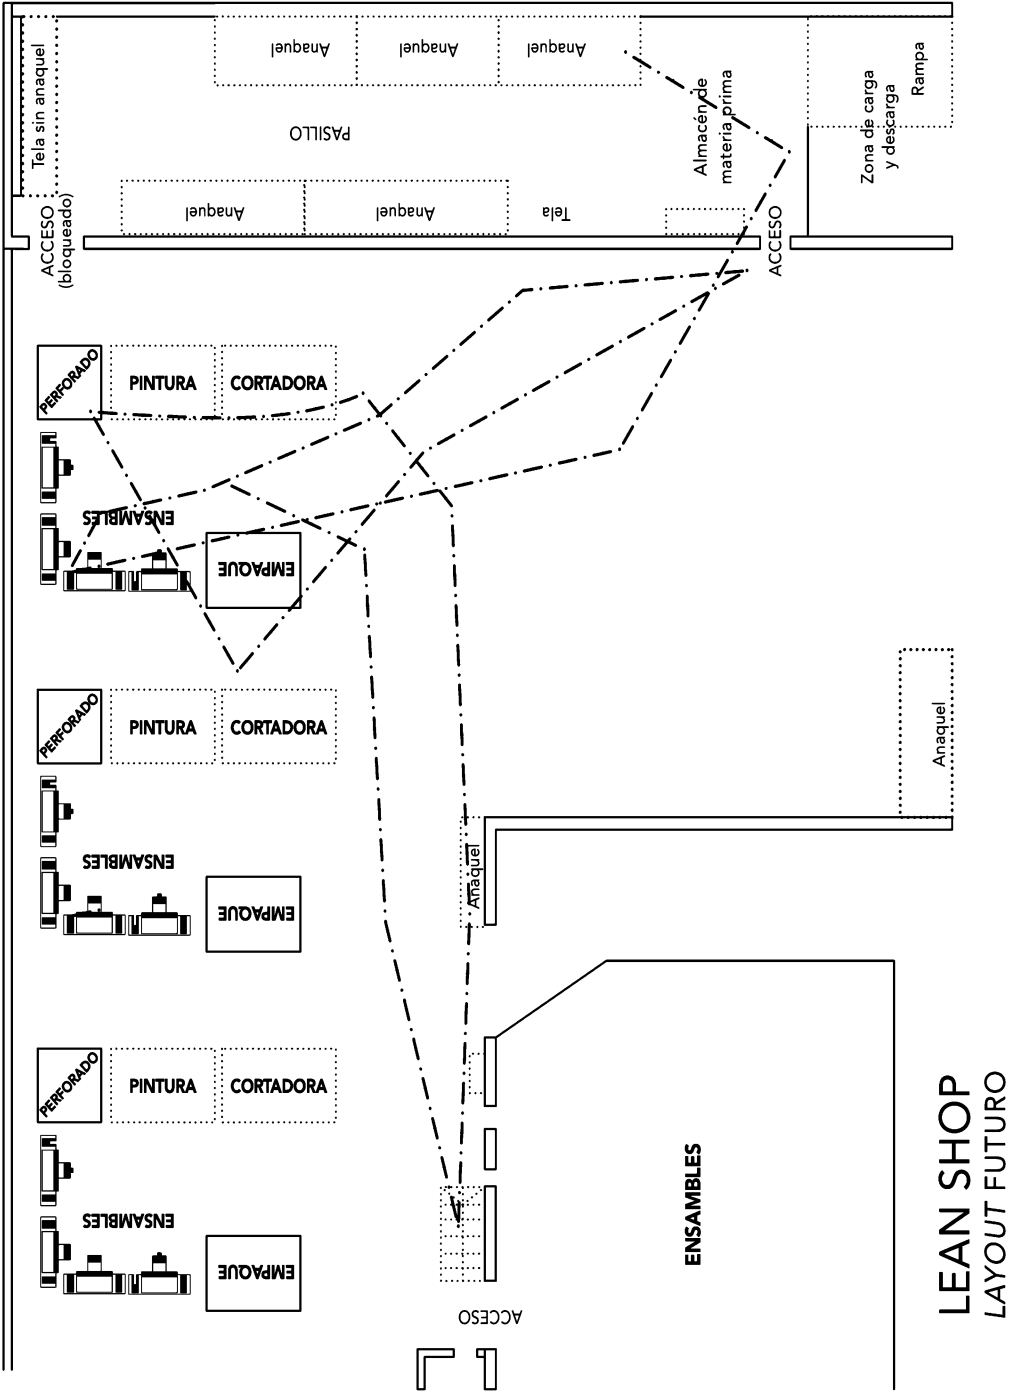 Tela sin anaquel
Anaquel
Anaquel
Anaquel
PASILLO
Almacén de
materia prima
Zona de carga
y descarga
Rampa
Anaquel
Anaquel
Tela
ACCESO
(bloqueado)
ACCESO
PERFORADO
PINTURA
CORTADORA
ENSAMBLES
EMPAQUE
PERFORADO
PINTURA
CORTADORA
Anaquel
ENSAMBLES
Anaquel
EMPAQUE
PERFORADO
PINTURA
CORTADORA
ENSAMBLES
ENSAMBLES
EMPAQUE
ACCESO
LEAN SHOP
LAYOUT FUTURO